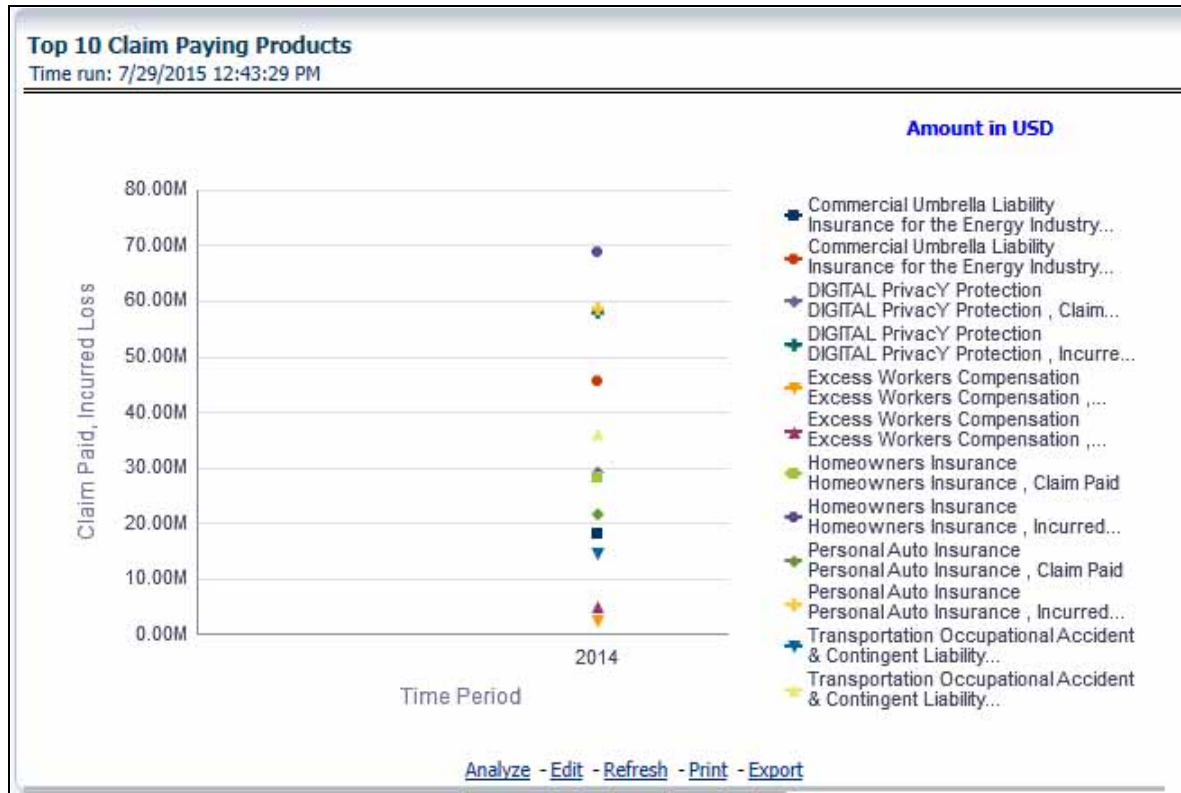 Top 10 Claim Paying Products
Time run: 7/29/2015 12:43:29 PM
Amount in USD
80.00M
70.00M
60.00M
50.00M
40.00M
30.00M
20.00M
10.00M
0.00M
Claim Paid, Incurred Loss
2014
Time Period
Commercial Umbrella Liability
Insurance for the Energy Industry...
Commercial Umbrella Liability
Insurance for the Energy Industry...
DIGITAL PrivacY Protection
DIGITAL PrivacY Protection , Claim...
DIGITAL PrivacY Protection
DIGITAL PrivacY Protection , Incurre...
Excess Workers Compensation
Excess Workers Compensation ,...
Excess Workers Compensation
Excess Workers Compensation ,...
Homeowners Insurance
Homeowners Insurance , Claim Paid
Homeowners Insurance
Homeowners Insurance , Incurred...
Personal Auto Insurance
Personal Auto Insurance , Claim Paid
Personal Auto Insurance
Personal Auto Insurance , Incurred...
Transportation Occupational Accident
& Contingent Liability...
Transportation Occupational Accident
& Contingent Liability...
Analyze - Edit - Refresh - Print - Export